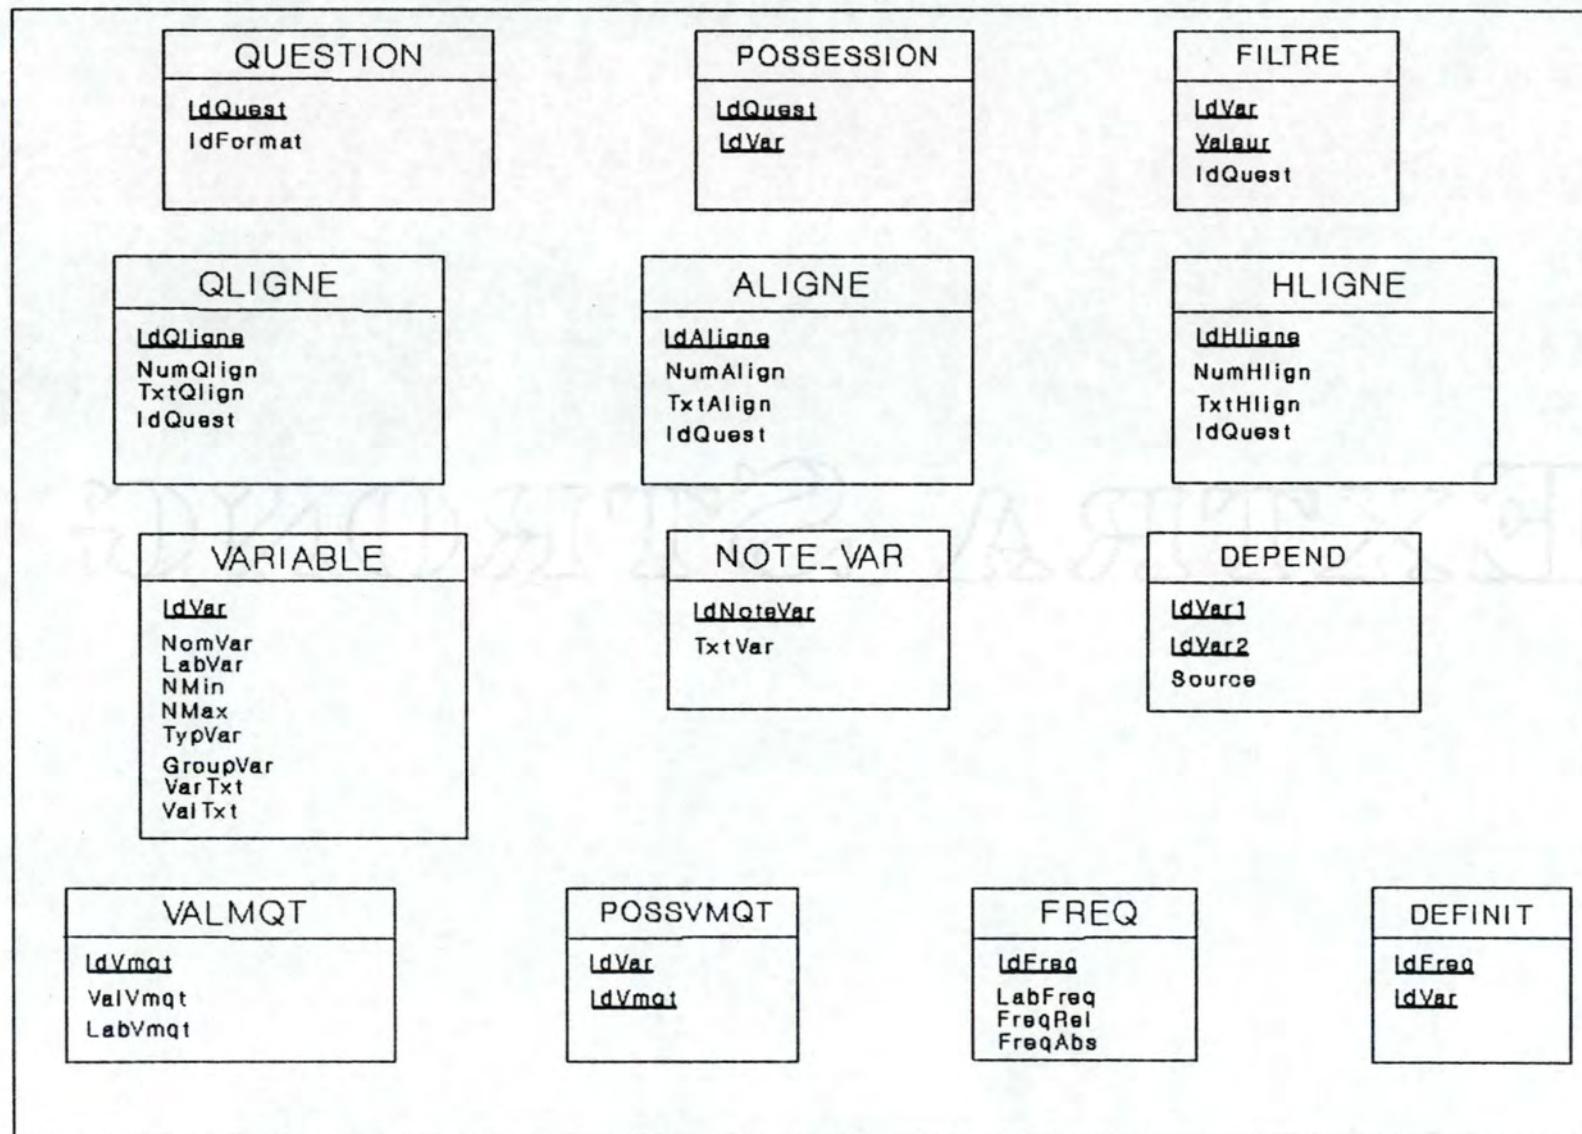 QUESTION
IdQuest
IdFormat
POSSESSION
IdQuest
IdVar
FILTRE
IdVar
Valeur
IdQuest
QLIGNE
IdQligne
NumQlign
TxtQlign
IdQuest
ALIGNE
IdAligne
NumAlign
TxtAlign
IdQuest
HLIGNE
IdHligne
NumHlign
TxtHlign
IdQuest
VARIABLE
IdVar
NomVar
LabVar
NMin
NMax
TypVar
GroupVar
VarTxt
ValTxt
NOTE_VAR
IdNoteVar
TxtVar
DEPEND
IdVar1
IdVar2
Source
VALMQT
IdVmqt
ValVmqt
LabVmqt
POSSVMQT
IdVar
IdVmqt
FREQ
IdFreq
LabFreq
FreqRel
FreqAbs
DEFINIT
IdFreq
IdVar
EXTRA STRONG